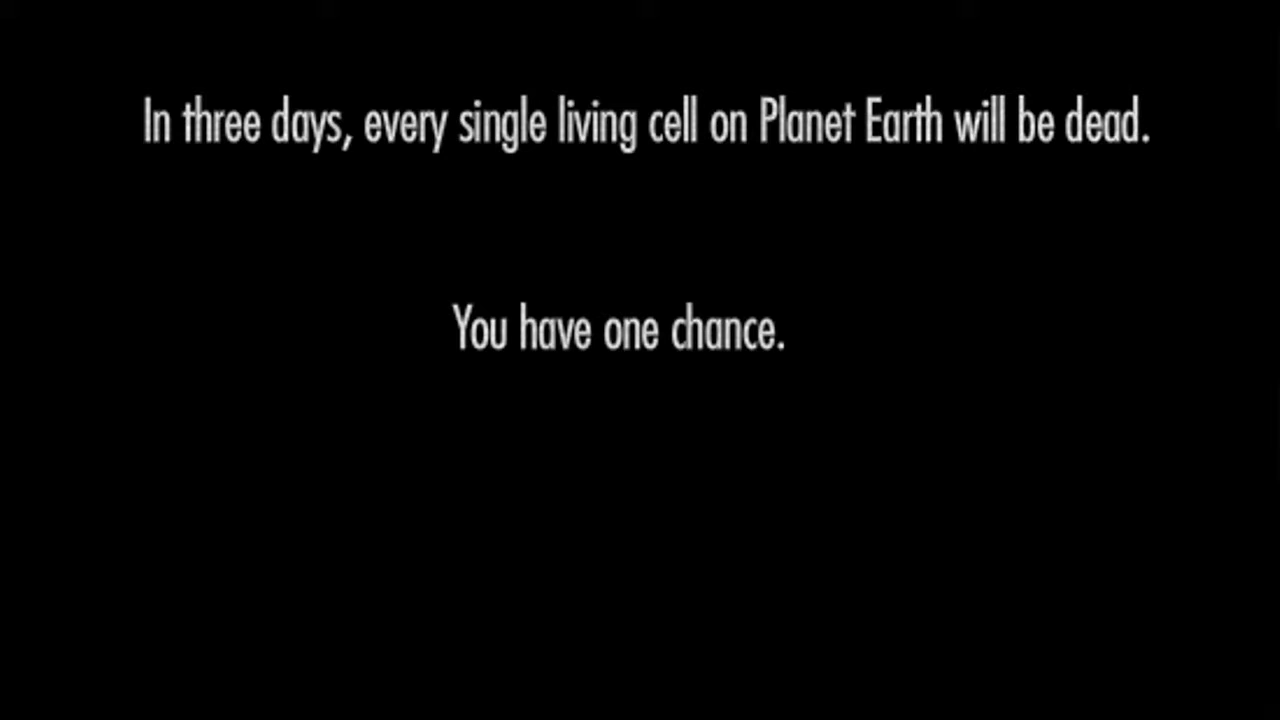 In three days, every single living cell on Planet Earth will be dead.
You have one chance.